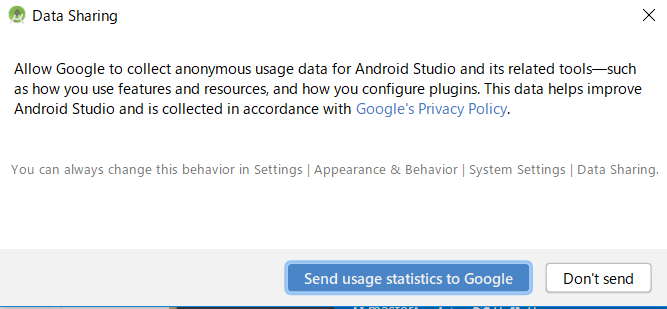 Data Sharing
Allow Google to collect anonymous usage data for Android Studio and its related tools—such
as how you use features and resources, and how you configure plugins. This data helps improve
Android Studio and is collected in accordance with Google's Privacy Policy.
You can always change this behavior in Settings | Appearance & Behavior | System Settings | Data Sharing.
Send usage statistics to Google
Don't send